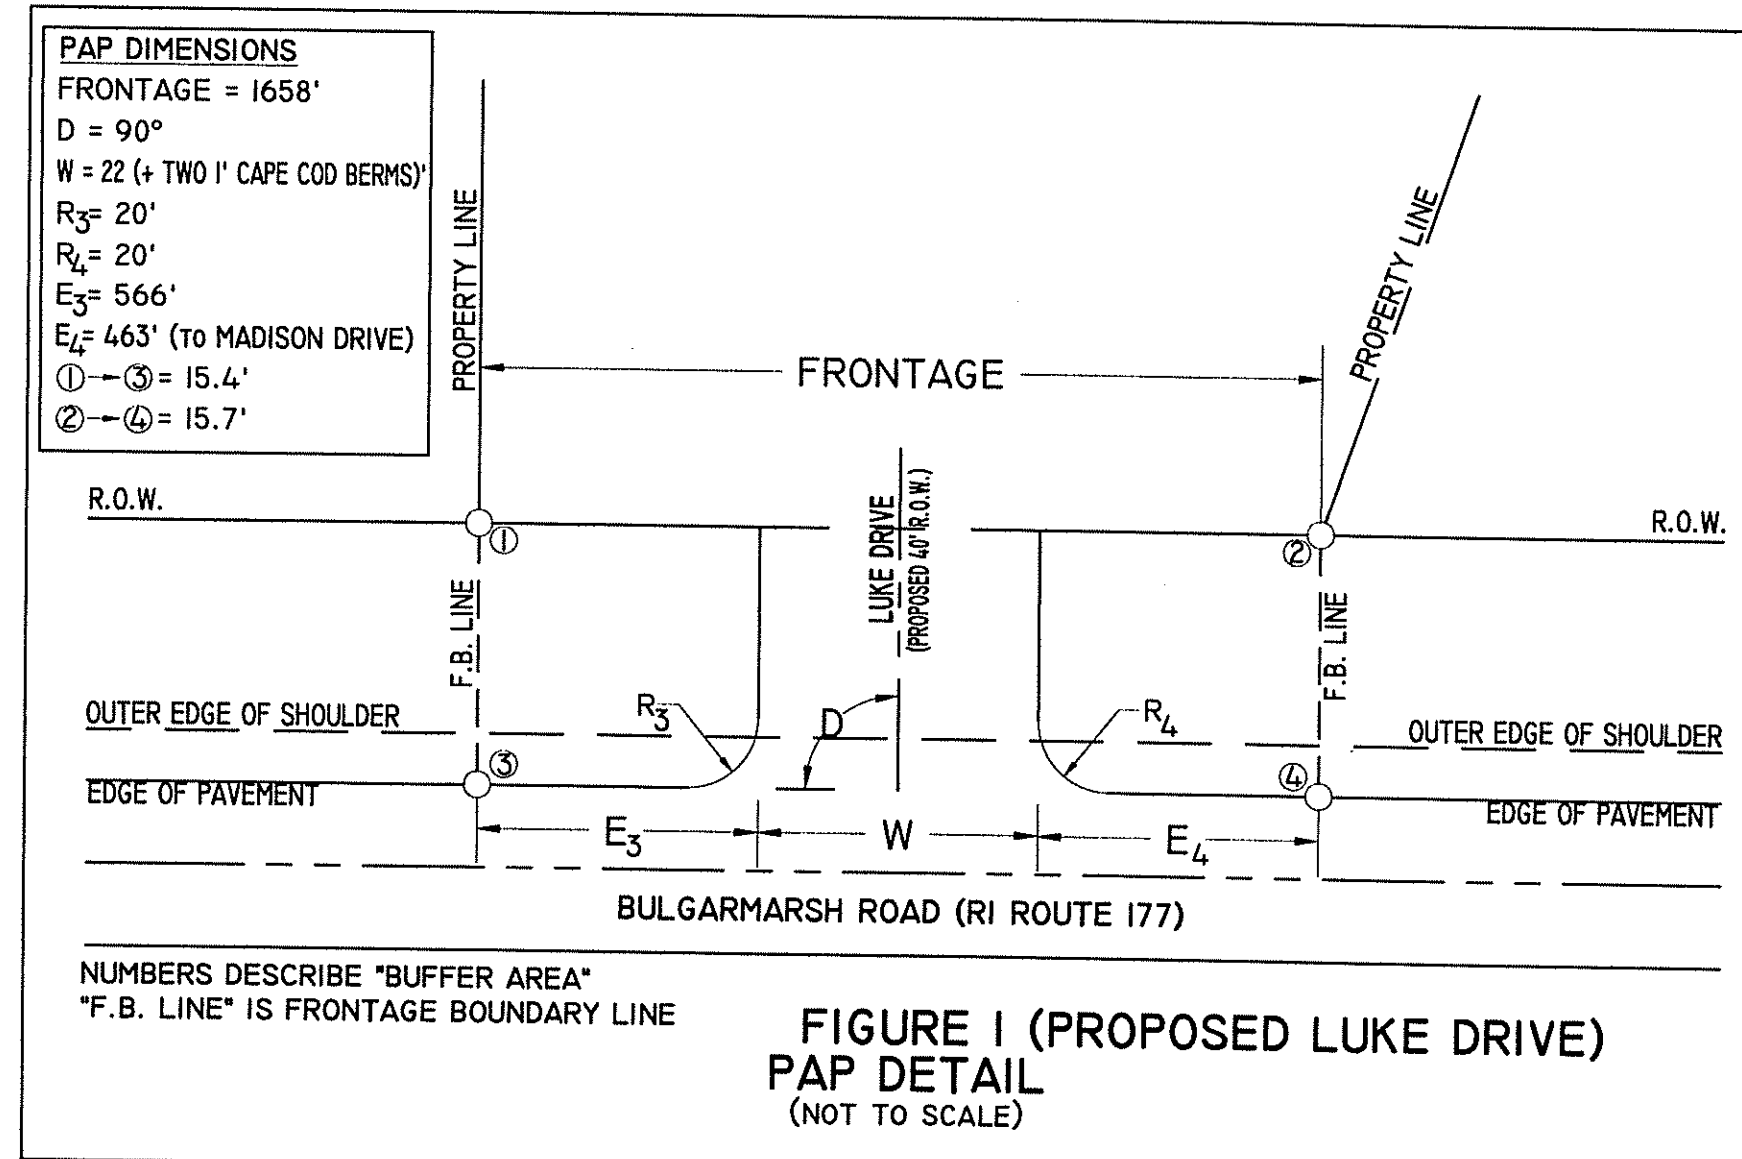 PAP DIMENSIONS
FRONTAGE = 1658'
D = 90°
W = 22 (+ TWO 1' CAPE COD BERMS)'
R3= 20'
R4= 20'
E3= 566'
E4= 463' (TO MADISON DRIVE)
①→③= 15.4'
②→④= 15.7'
PROPERTY LINE
PROPERTY LINE
FRONTAGE
R.O.W.
R.O.W.
①
②
LUKE DRIVE
(PROPOSED 40' R.O.W.)
F.B. LINE
F.B. LINE
OUTER EDGE OF SHOULDER
R3
D
R4
OUTER EDGE OF SHOULDER
③
④
EDGE OF PAVEMENT
EDGE OF PAVEMENT
E3
W
E4
BULGARMARSH ROAD (RI ROUTE 177)
NUMBERS DESCRIBE "BUFFER AREA"
"F.B. LINE" IS FRONTAGE BOUNDARY LINE
FIGURE 1 (PROPOSED LUKE DRIVE)
PAP DETAIL
(NOT TO SCALE)